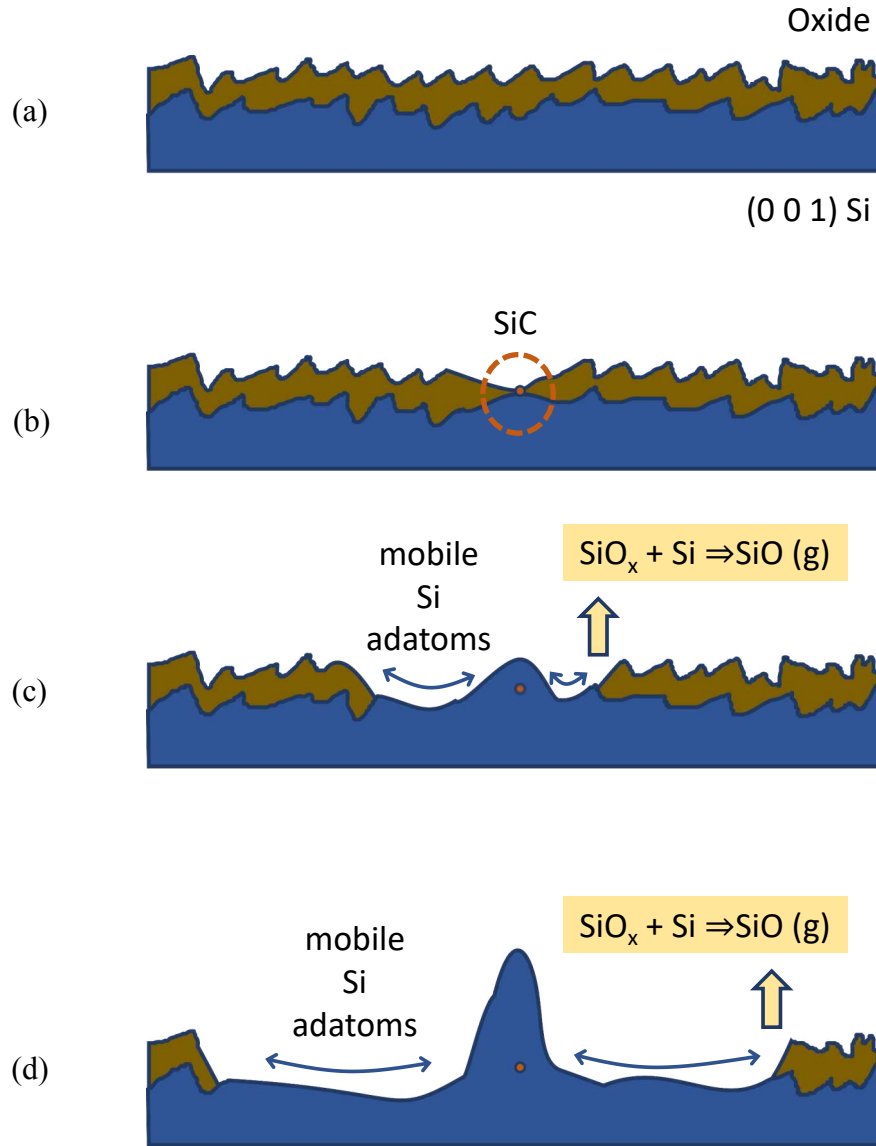 Oxide
(a)
(0 0 1) Si
SiC
(b)
SiOₓ + Si ⇒SiO (g)
mobile
Si
adatoms
(c)
SiOₓ + Si ⇒SiO (g)
mobile
Si
adatoms
(d)